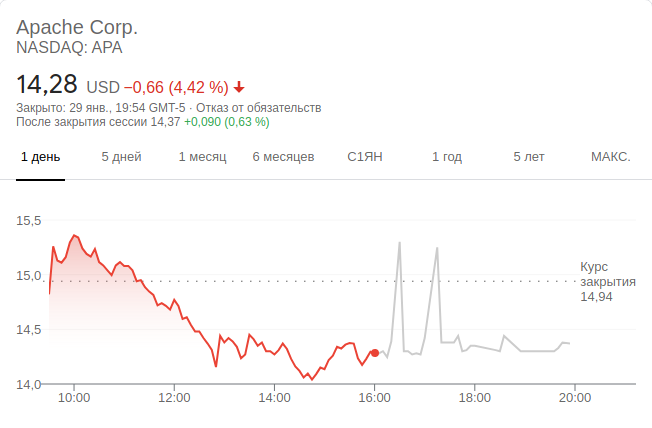 Apache Corp.
NASDAQ: APA
14,28 USD −0,66 (4,42 %)
Закрыто: 29 янв., 19:54 GMT-5 · Отказ от обязательств
После закрытия сессии 14,37 +0,090 (0,63 %)
1 день 5 дней 1 месяц 6 месяцев С1ЯН 1 год 5 лет МАКС.
15,5
15,0
14,5
14,0
Курс
закрытия
14,94
10:00 12:00 14:00 16:00 18:00 20:00